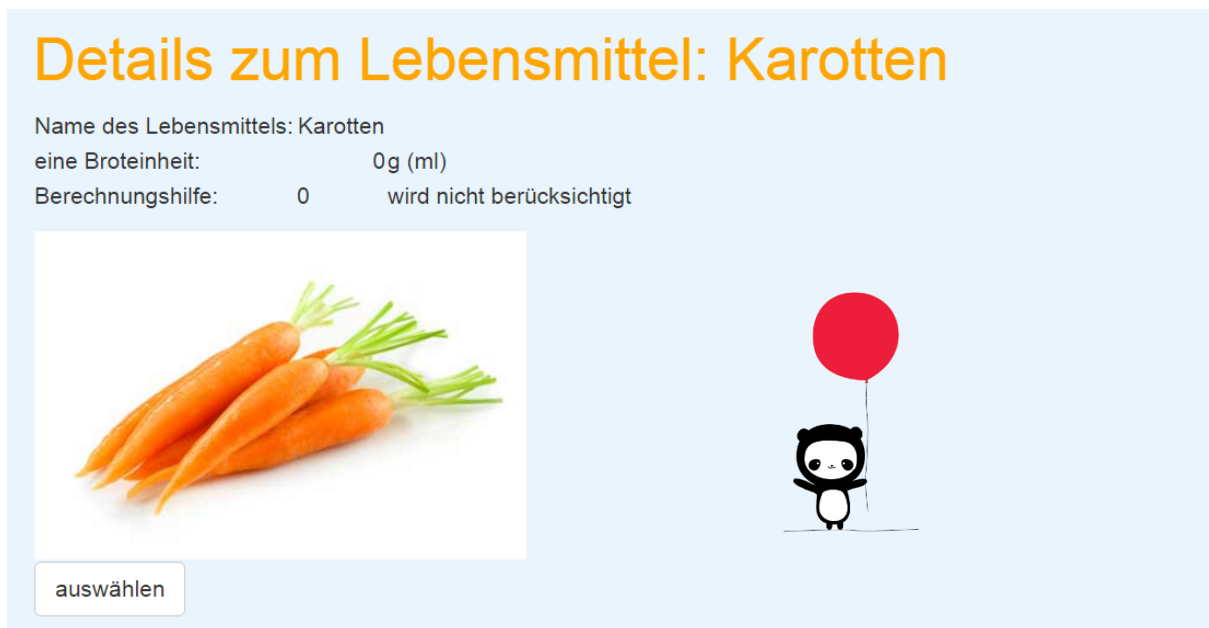 Details zum Lebensmittel: Karotten
Name des Lebensmittels: Karotten
eine Broteinheit: 0g (ml)
Berechnungshilfe: 0 wird nicht berücksichtigt
auswählen